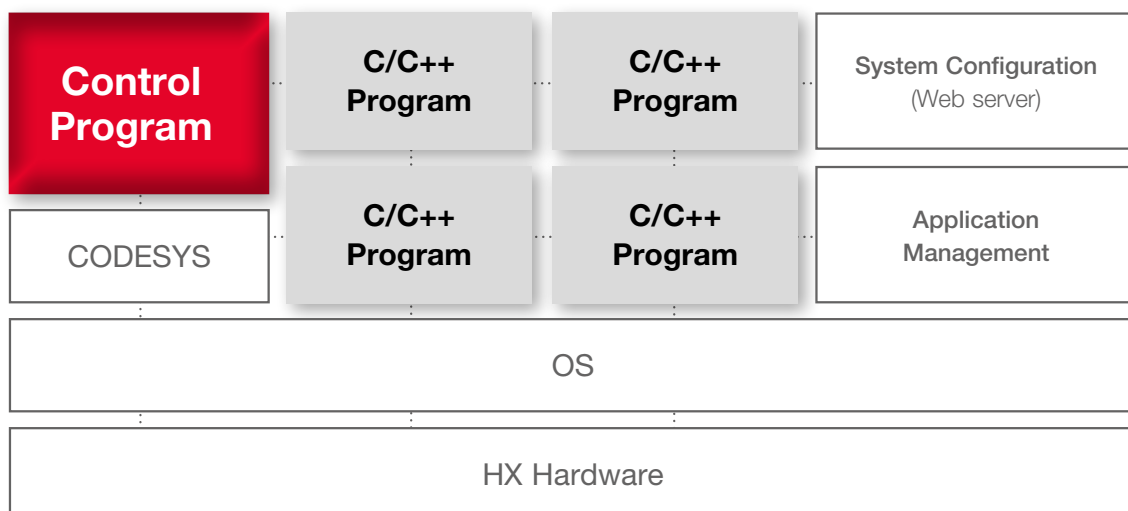 Control
Program
C/C++
Program
C/C++
Program
System Configuration
(Web server)
CODESYS
C/C++
Program
C/C++
Program
Application
Management
OS
HX Hardware